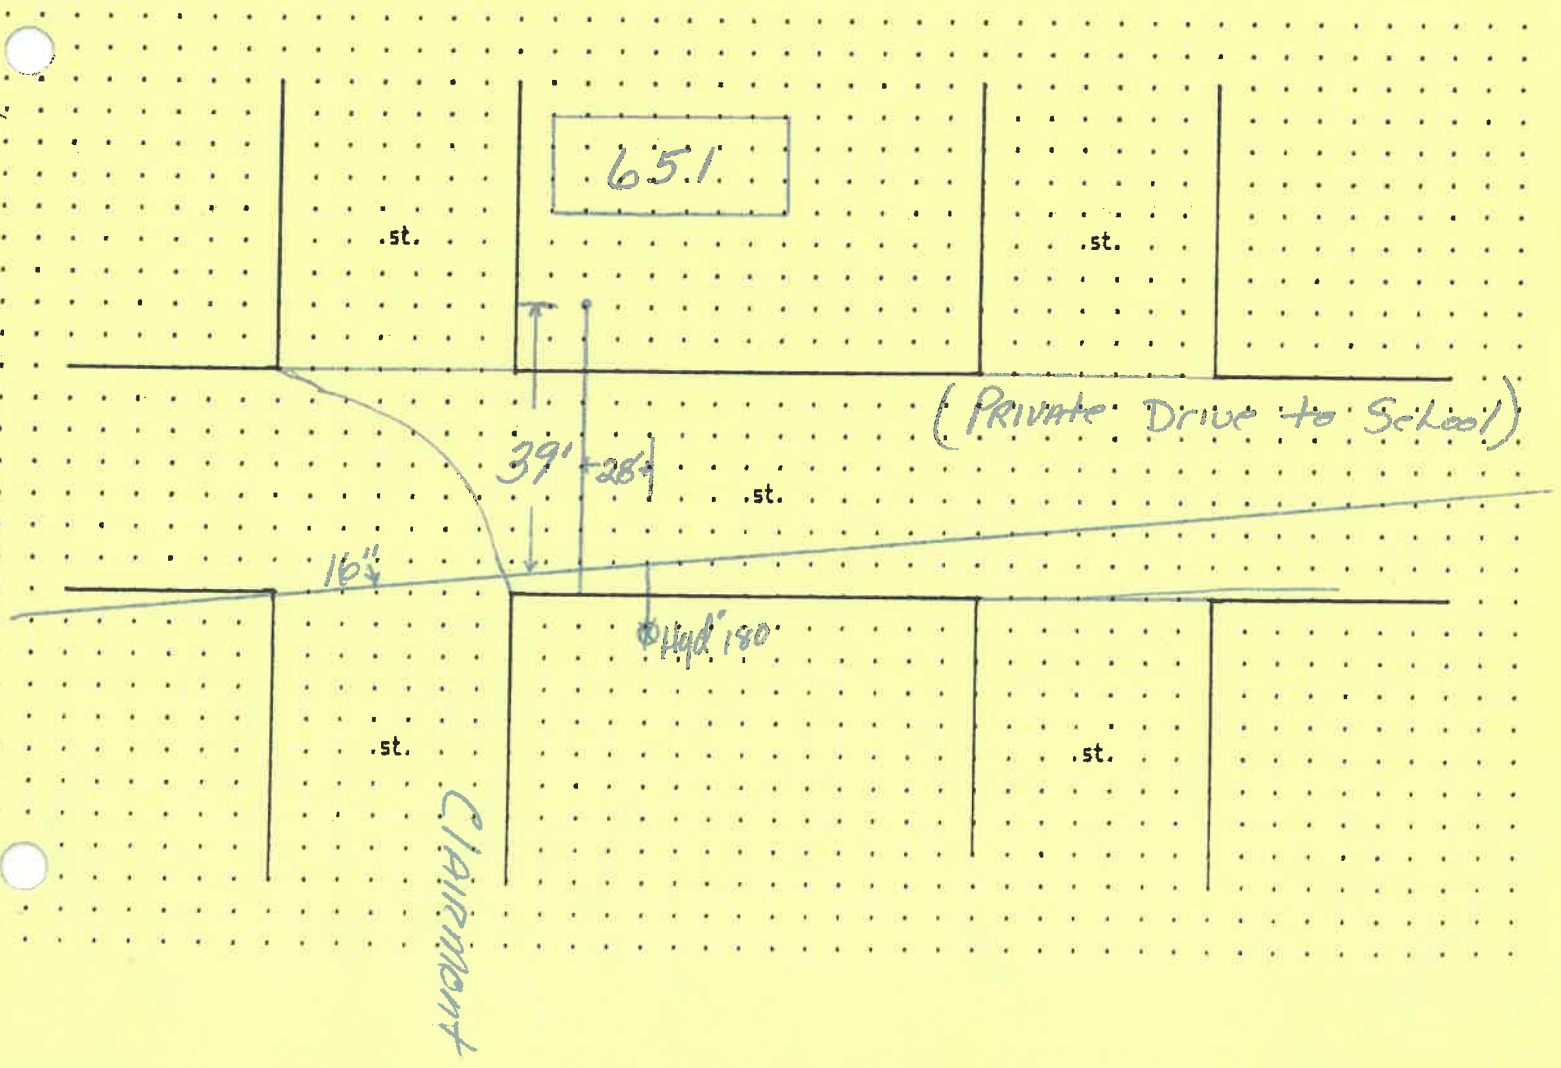 651
.st.
.st.
(Private Drive to School)
39'
28'
.st.
16"
Hyd 180
.st.
.st.
Clairmont